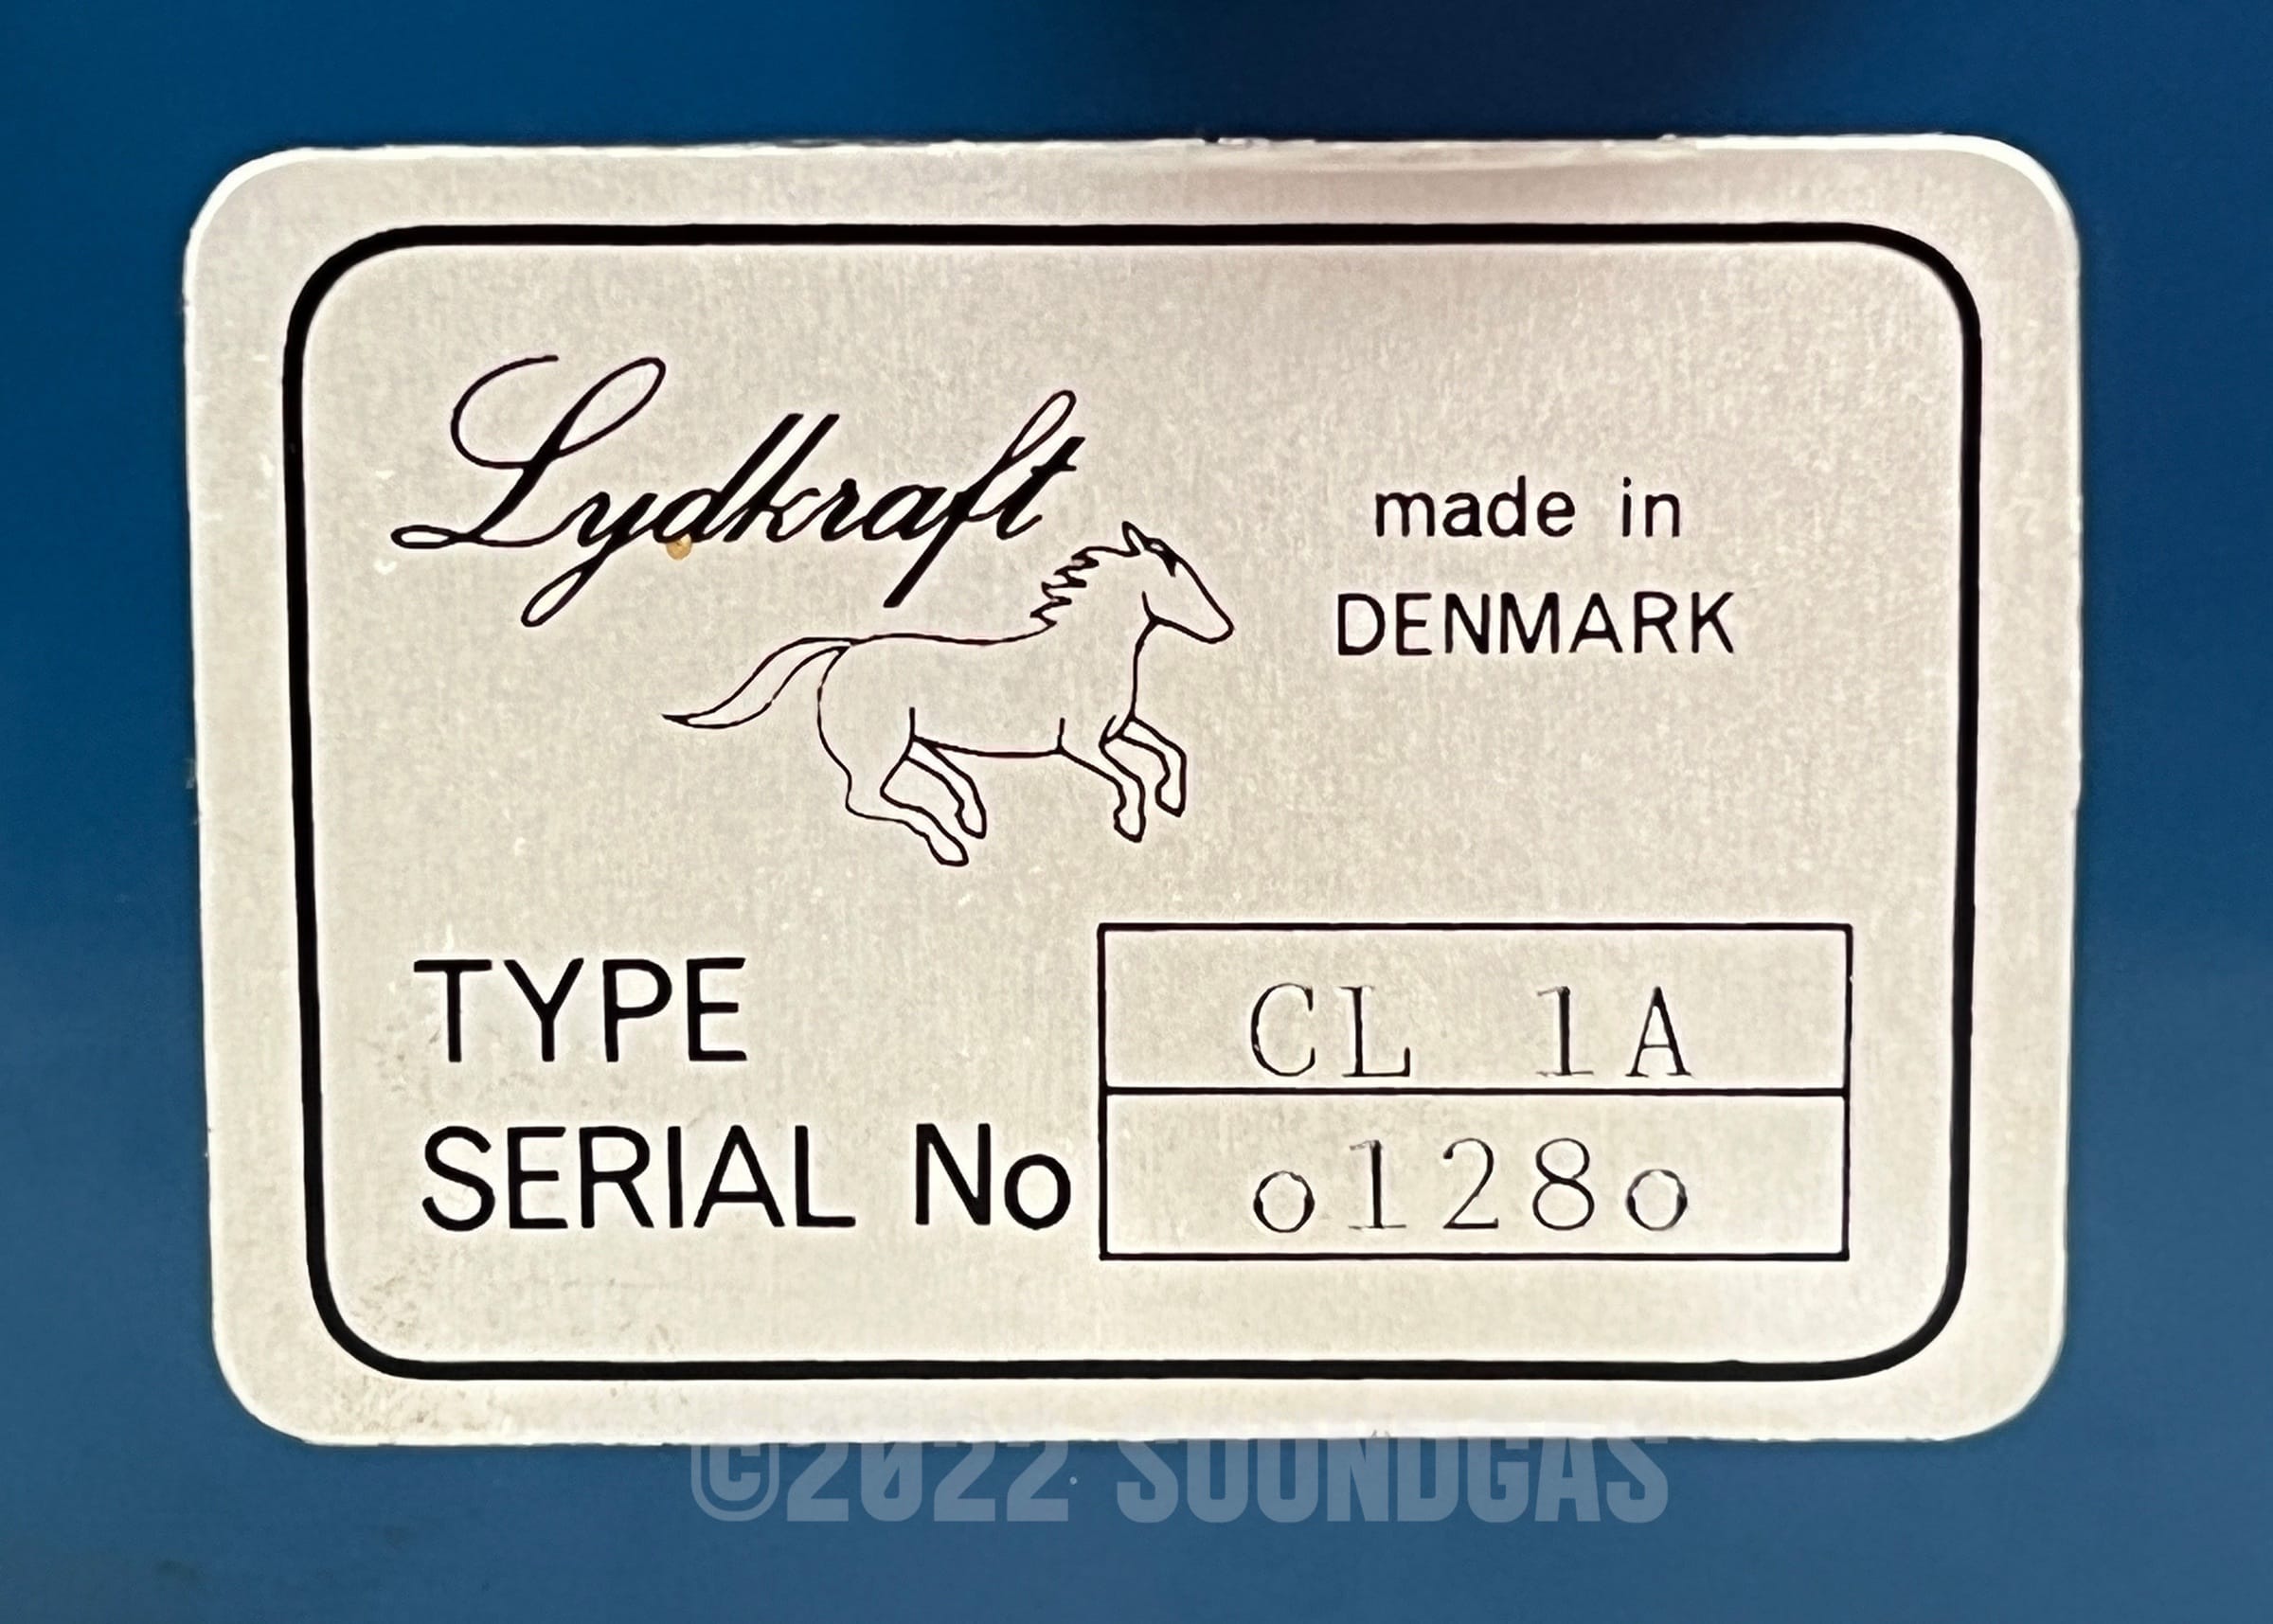 Lydkraft
made in
DENMARK
TYPE CL 1A
SERIAL No o128o
©2022 SOUNDGAS